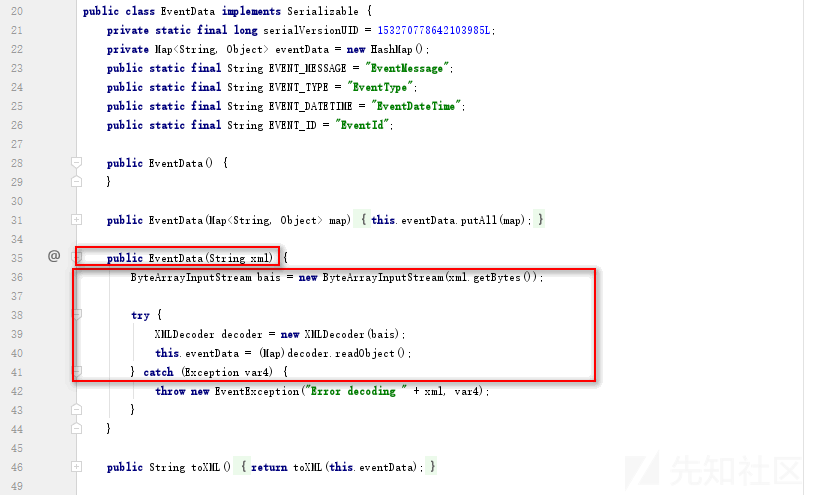 20 public class EventData implements Serializable {
21 private static final long serialVersionUID = 153270778642103985L;
22 private Map<String, Object> eventData = new HashMap();
23 public static final String EVENT_MESSAGE = "EventMessage";
24 public static final String EVENT_TYPE = "EventType";
25 public static final String EVENT_DATETIME = "EventDateTime";
26 public static final String EVENT_ID = "EventId";
27
28 public EventData() {
29 }
30
31 public EventData(Map<String, Object> map) { this.eventData.putAll(map); }
34
35 @ public EventData(String xml) {
36 ByteArrayInputStream bais = new ByteArrayInputStream(xml.getBytes());
37
38 try {
39 XMLDecoder decoder = new XMLDecoder(bais);
40 this.eventData = (Map)decoder.readObject();
41 } catch (Exception var4) {
42 throw new EventException("Error decoding " + xml, var4);
43 }
44 }
45
46 public String toXML() { return toXML(this.eventData); }
49
先知社区